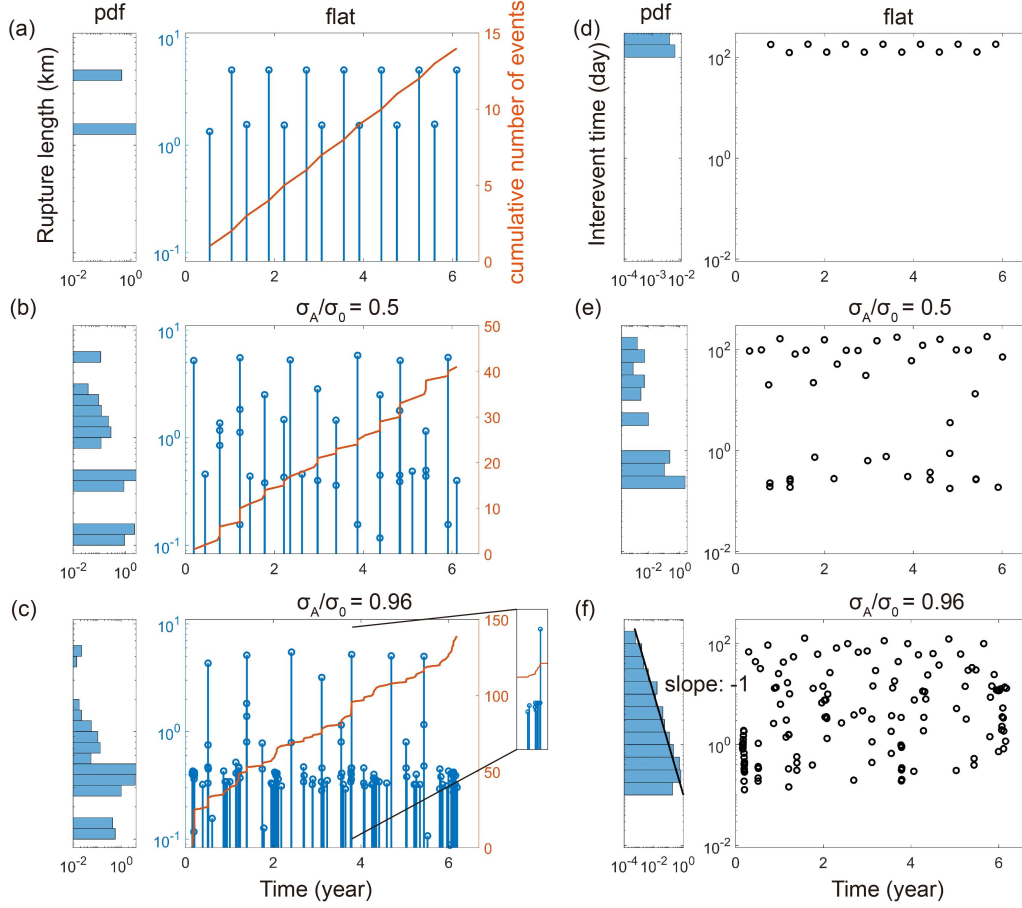 (a)
pdf
flat
Rupture length (km)
10^1
10^0
10^-1
15
10
5
0
cumulative number of events
10^-2 10^0
0 2 4 6
(d)
pdf
flat
Interevent time (day)
10^2
10^0
10^-2
10^-4 10^-3 10^-2
0 2 4 6
(b)
σA/σ0 = 0.5
10^1
10^0
10^-1
50
40
30
20
10
0
10^-2 10^0
0 2 4 6
(e)
σA/σ0 = 0.5
10^2
10^0
10^-2
10^-2 10^0
0 2 4 6
(c)
σA/σ0 = 0.96
10^1
10^0
10^-1
150
100
50
0
10^-2 10^0
0 2 4 6
Time (year)
(f)
σA/σ0 = 0.96
slope: -1
10^2
10^0
10^-2
10^-4 10^-2 10^0
0 2 4 6
Time (year)